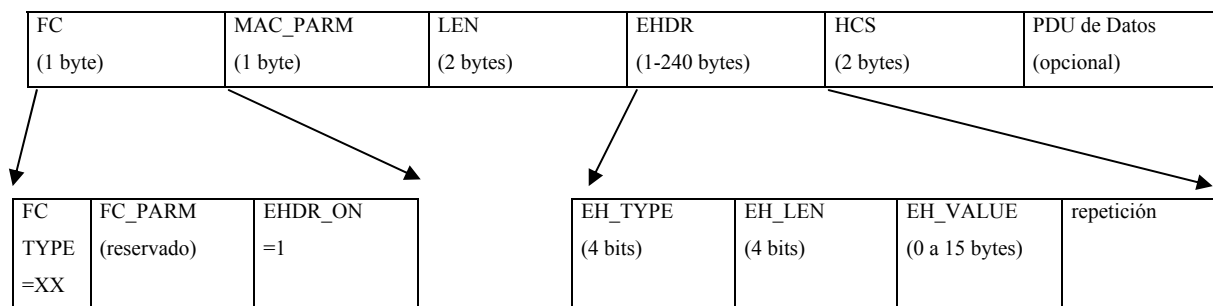 FC
(1 byte)
MAC_PARM
(1 byte)
LEN
(2 bytes)
EHDR
(1-240 bytes)
HCS
(2 bytes)
PDU de Datos
(opcional)
FC
TYPE
=XX
FC_PARM
(reservado)
EHDR_ON
=1
EH_TYPE
(4 bits)
EH_LEN
(4 bits)
EH_VALUE
(0 a 15 bytes)
repetición